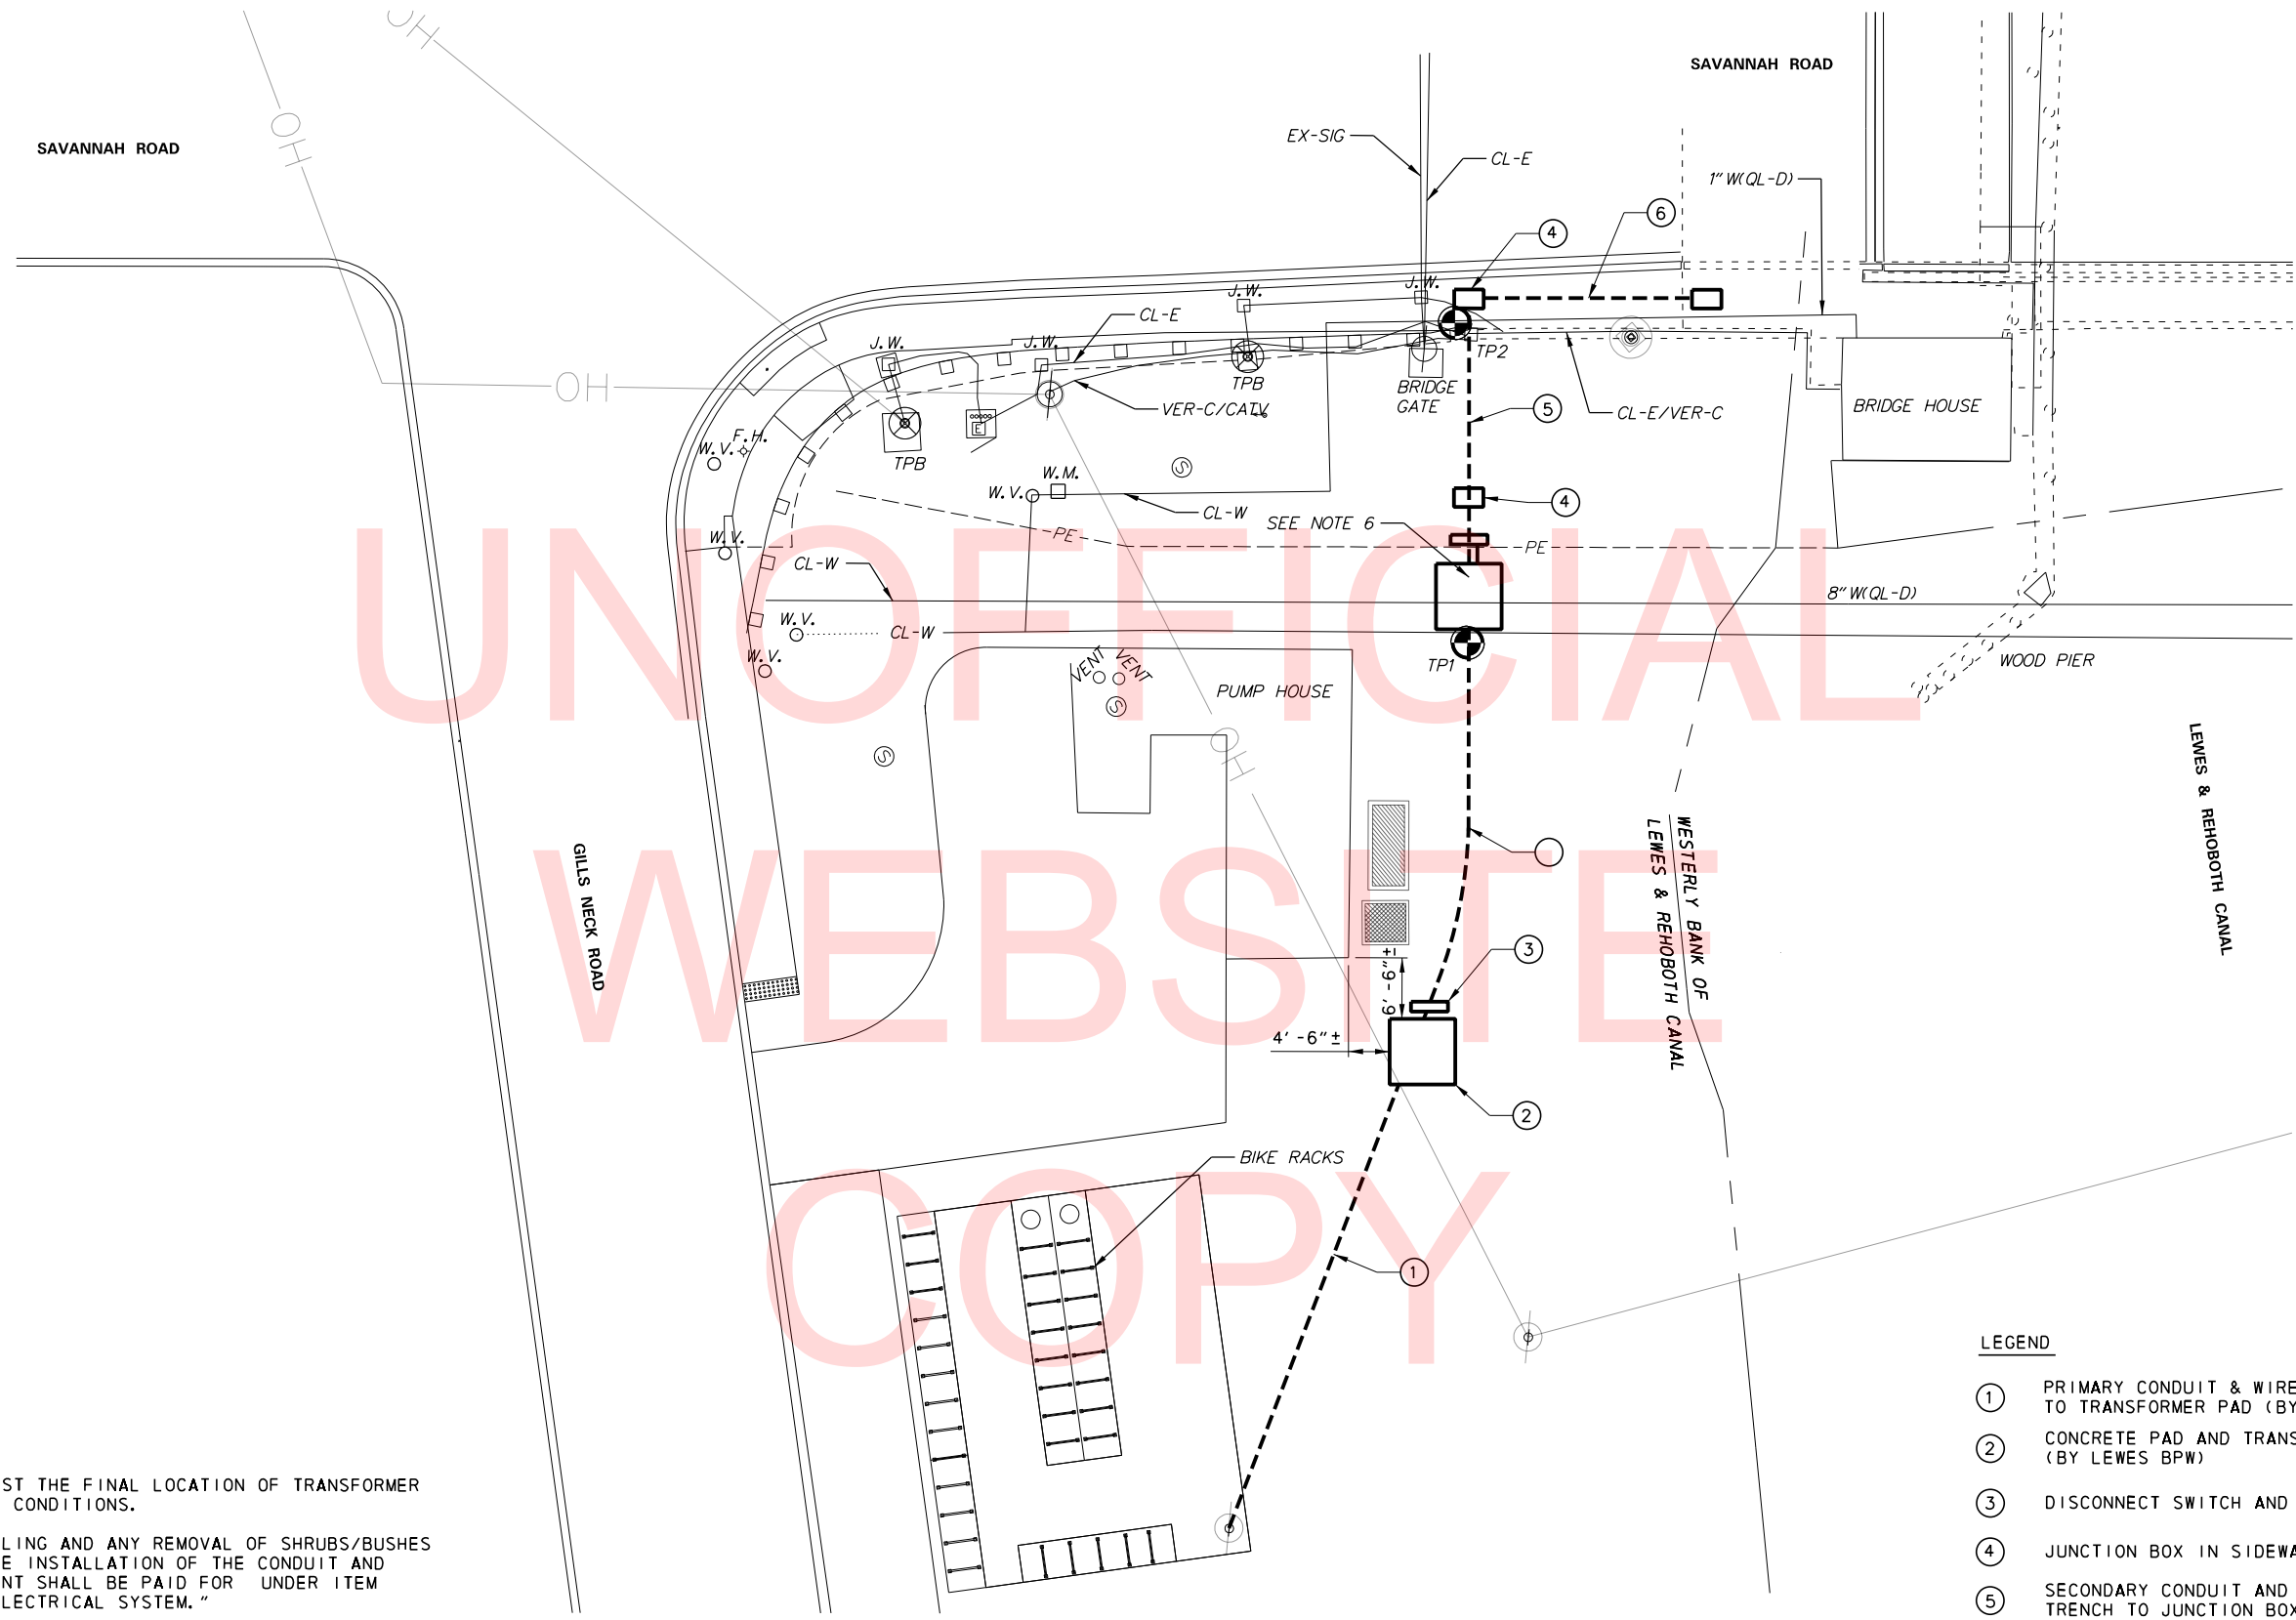 OH
SAVANNAH ROAD
SAVANNAH ROAD
OH
EX-SIG
CL-E
1" W(QL-D)
6
4
J.W.
J.W.
CL-E
J.W.
J.W.
TP2
OH
TPB
BRIDGE
GATE
VER-C/CATV
5
CL-E/VER-C
BRIDGE HOUSE
E
F.H.
W.V.
TPB
S
W.M.
W.V.
4
CL-W
SEE NOTE 6
W.V.
PE
PE
CL-W
8" W(QL-D)
W.V.
CL-W
W.V.
VENT
VENT
TP1
WOOD PIER
PUMP HOUSE
S
S
OH
UNOFFICIAL
WEBSITE
COPY
LEWES & REHOBOTH CANAL
WESTERLY BANK OF
LEWES & REHOBOTH CANAL
GILLS NECK ROAD
3
6'-6"±
4'-6"±
2
BIKE RACKS
1
LEGEND
1 PRIMARY CONDUIT & WIRE
TO TRANSFORMER PAD (BY
2 CONCRETE PAD AND TRANS
(BY LEWES BPW)
3 DISCONNECT SWITCH AND
4 JUNCTION BOX IN SIDEWA
5 SECONDARY CONDUIT AND
TRENCH TO JUNCTION BOX
ST THE FINAL LOCATION OF TRANSFORMER
CONDITIONS.
LING AND ANY REMOVAL OF SHRUBS/BUSHES
E INSTALLATION OF THE CONDUIT AND
NT SHALL BE PAID FOR UNDER ITEM
LECTRICAL SYSTEM."